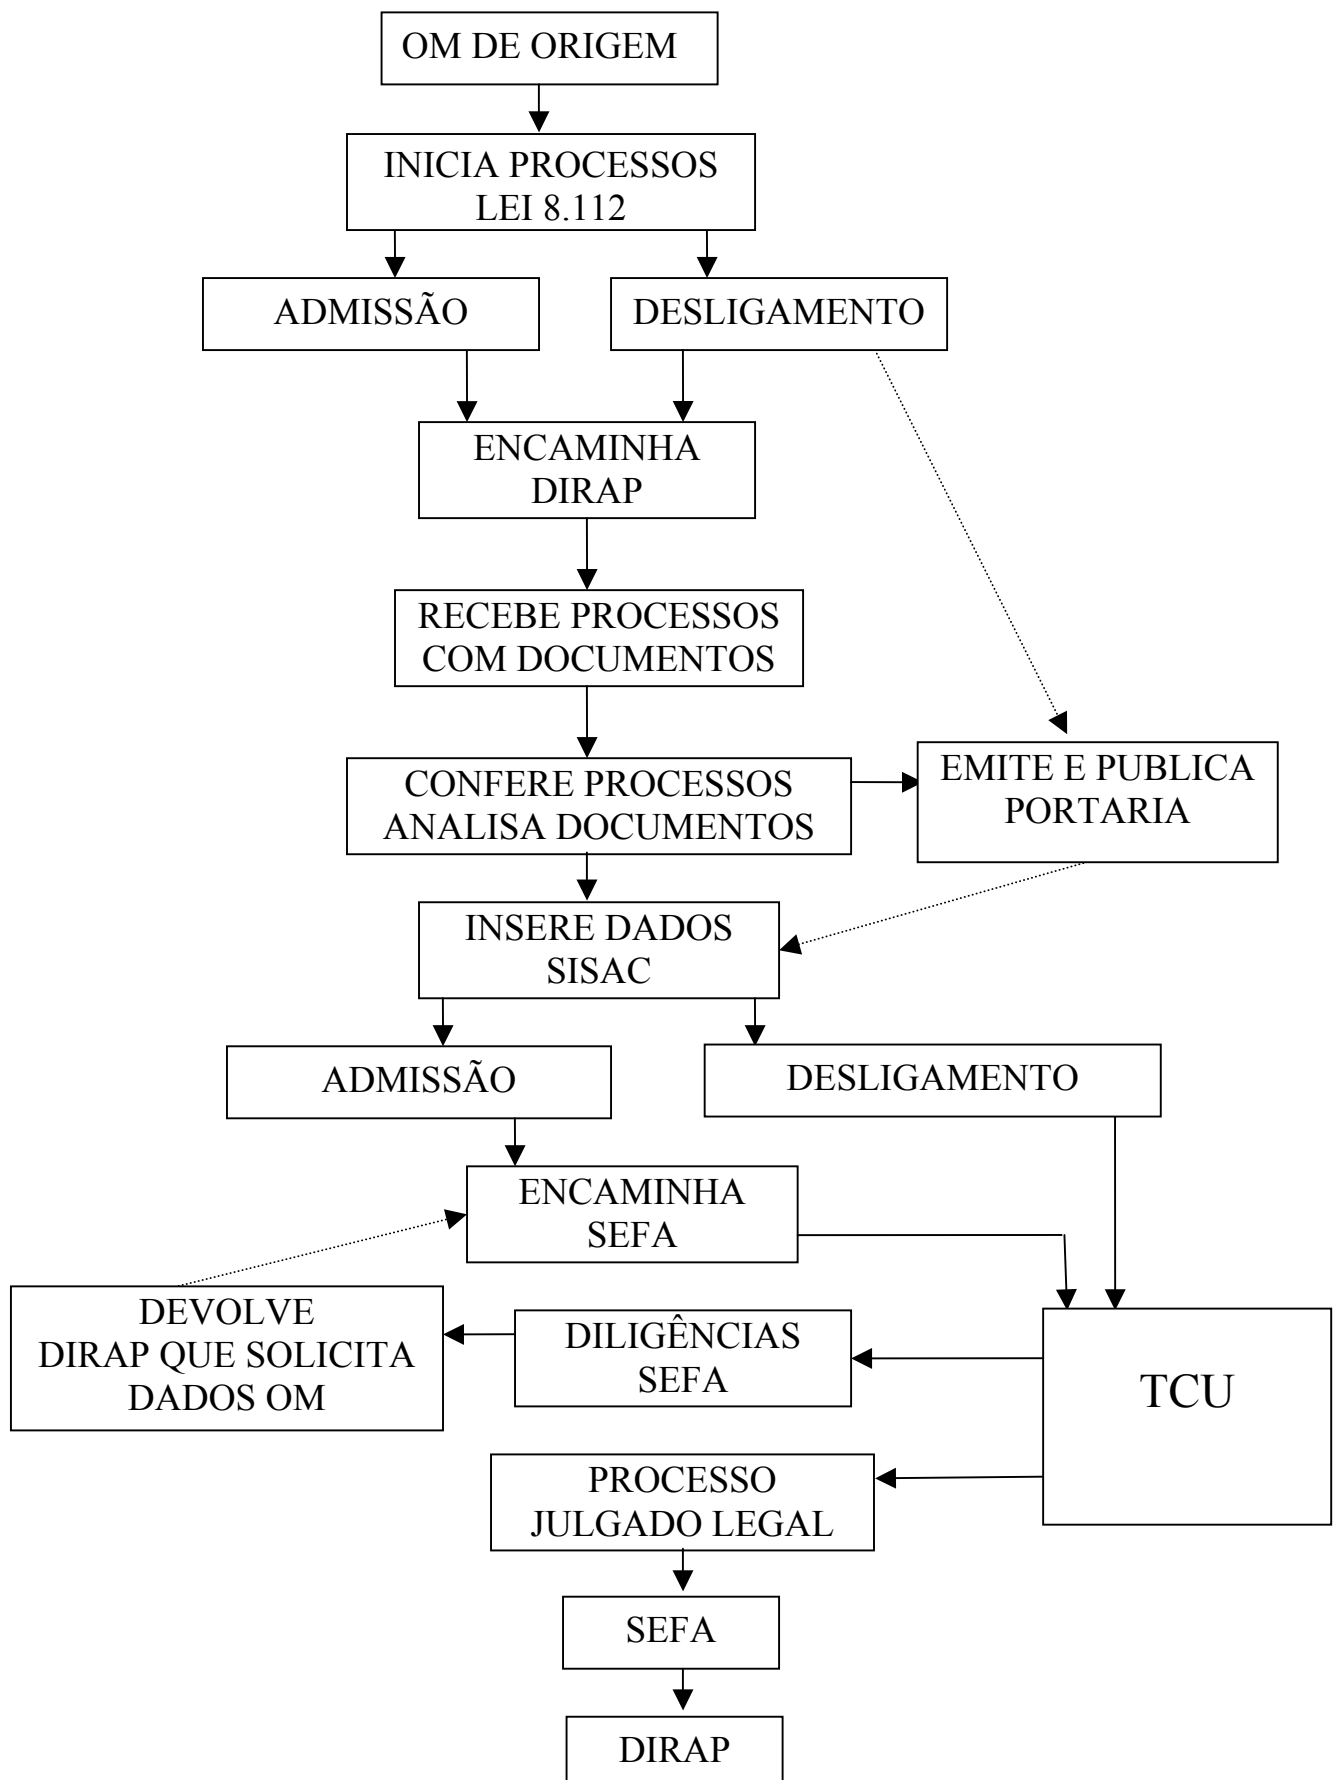 OM DE ORIGEM
INICIA PROCESSOS
LEI 8.112
ADMISSÃO
DESLIGAMENTO
ENCAMINHA
DIRAP
RECEBE PROCESSOS
COM DOCUMENTOS
CONFERE PROCESSOS
ANALISA DOCUMENTOS
EMITE E PUBLICA
PORTARIA
INSERE DADOS
SISAC
ADMISSÃO
DESLIGAMENTO
ENCAMINHA
SEFA
DEVOLVE
DIRAP QUE SOLICITA
DADOS OM
DILIGÊNCIAS
SEFA
TCU
PROCESSO
JULGADO LEGAL
SEFA
DIRAP